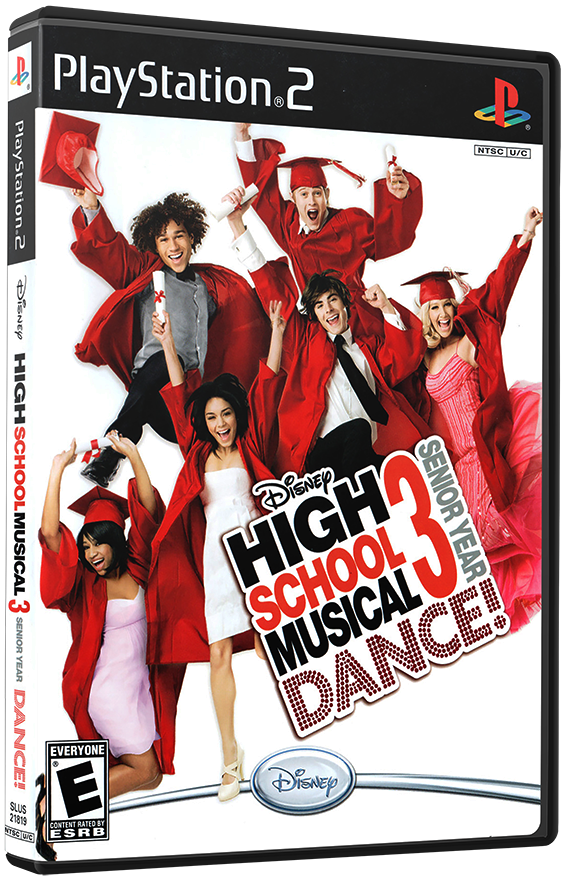 PlayStation®2
NTSC U/C
PlayStation®2
Disney
HIGH SCHOOL MUSICAL 3 SENIOR YEAR DANCE!
SLUS
21819
NTSC U/C
Disney
HIGH
SCHOOL
MUSICAL 3
SENIOR YEAR
DANCE!
EVERYONE
E
CONTENT RATED BY
ESRB
Disney